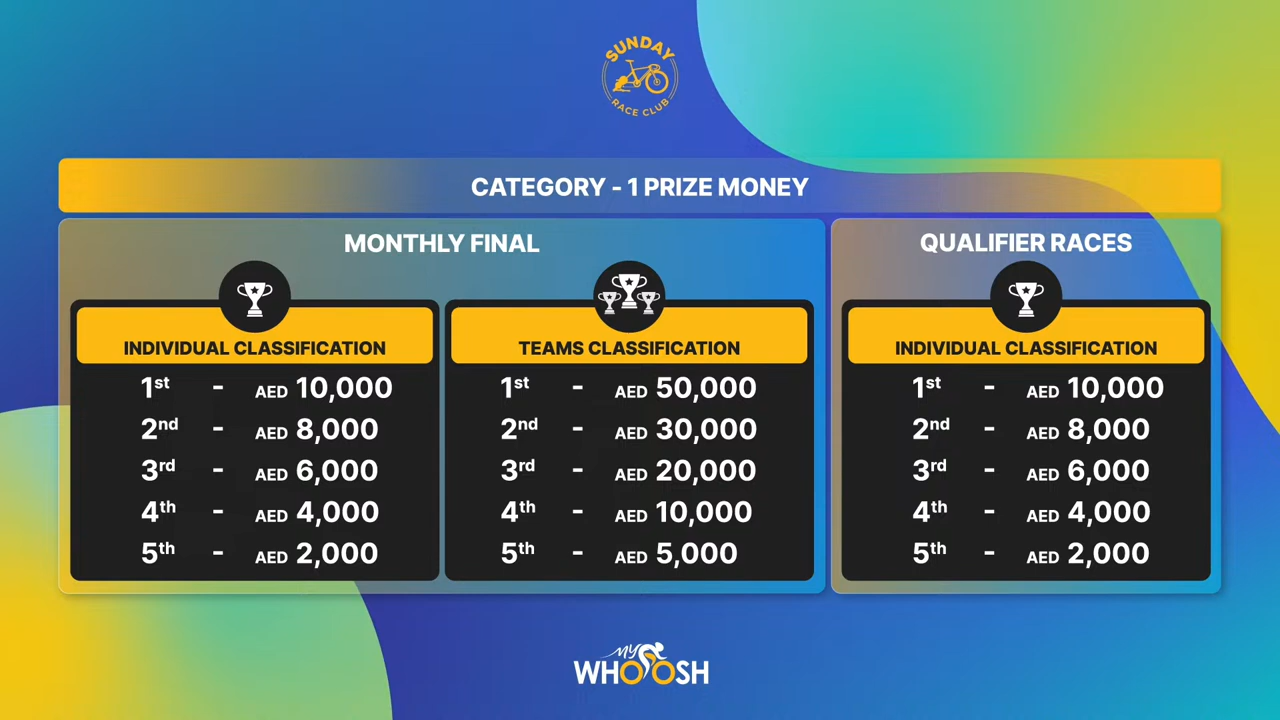 SUNDAY
RACE CLUB
CATEGORY - 1 PRIZE MONEY
MONTHLY FINAL
INDIVIDUAL CLASSIFICATION
1st - AED 10,000
2nd - AED 8,000
3rd - AED 6,000
4th - AED 4,000
5th - AED 2,000
TEAMS CLASSIFICATION
1st - AED 50,000
2nd - AED 30,000
3rd - AED 20,000
4th - AED 10,000
5th - AED 5,000
QUALIFIER RACES
INDIVIDUAL CLASSIFICATION
1st - AED 10,000
2nd - AED 8,000
3rd - AED 6,000
4th - AED 4,000
5th - AED 2,000
MY
WHOOSH